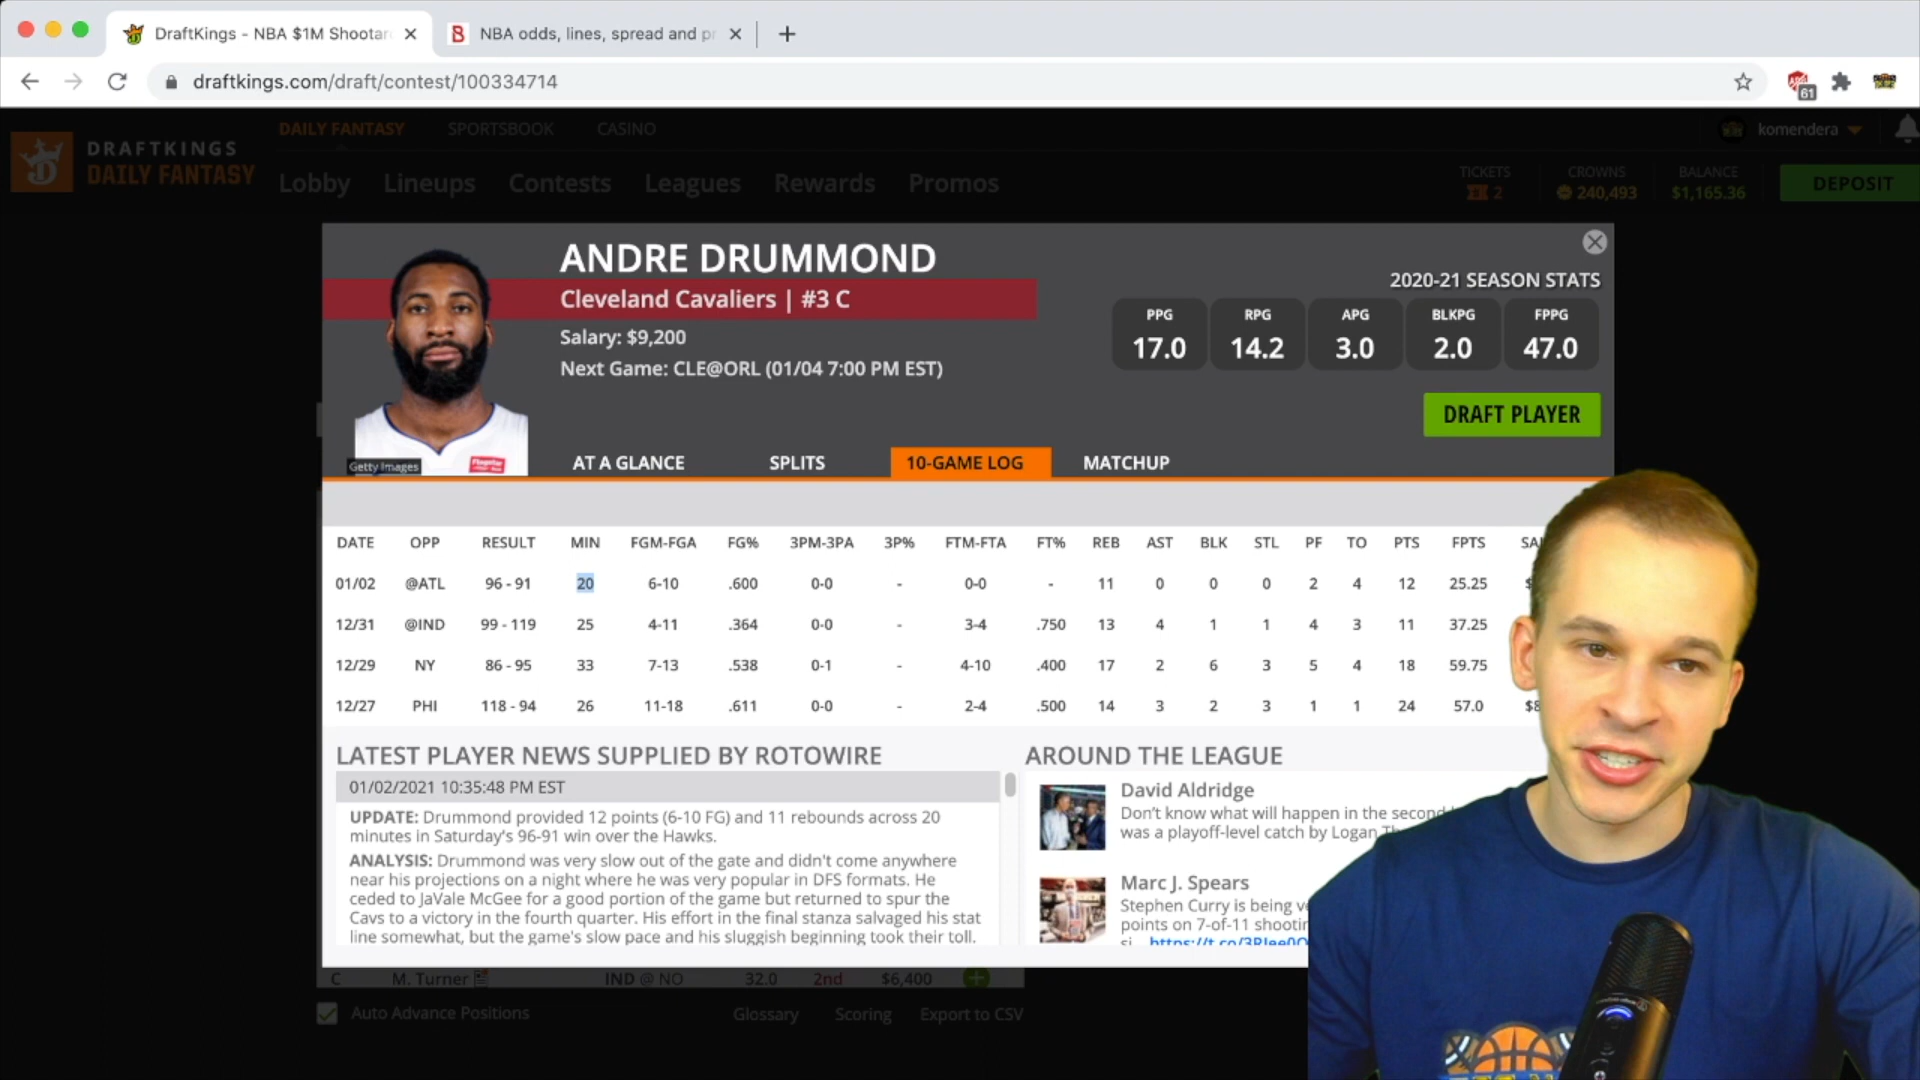 DraftKings - NBA $1M Shootar
NBA odds, lines, spread and pr
draftkings.com/draft/contest/100334714
61
DAILY FANTASY SPORTSBOOK CASINO
komendera
DRAFTKINGS
DAILY FANTASY
Lobby Lineups Contests Leagues Rewards Promos
TICKETS CROWNS BALANCE
2 240,493 $1,165.36
DEPOSIT
ANDRE DRUMMOND
Cleveland Cavaliers | #3 C
Salary: $9,200
Next Game: CLE@ORL (01/04 7:00 PM EST)
2020-21 SEASON STATS
PPG RPG APG BLKPG FPPG
17.0 14.2 3.0 2.0 47.0
DRAFT PLAYER
Getty Images
AT A GLANCE SPLITS 10-GAME LOG MATCHUP
DATE OPP RESULT MIN FGM-FGA FG% 3PM-3PA 3P% FTM-FTA FT% REB AST BLK STL PF TO PTS FPTS SA
01/02 @ATL 96 - 91 20 6-10 .600 0-0 - 0-0 - 11 0 0 0 2 4 12 25.25 $
12/31 @IND 99 - 119 25 4-11 .364 0-0 - 3-4 .750 13 4 1 1 4 3 11 37.25
12/29 NY 86 - 95 33 7-13 .538 0-1 - 4-10 .400 17 2 6 3 5 4 18 59.75
12/27 PHI 118 - 94 26 11-18 .611 0-0 - 2-4 .500 14 3 2 3 1 1 24 57.0 $8
LATEST PLAYER NEWS SUPPLIED BY ROTOWIRE
01/02/2021 10:35:48 PM EST
UPDATE: Drummond provided 12 points (6-10 FG) and 11 rebounds across 20
minutes in Saturday's 96-91 win over the Hawks.
ANALYSIS: Drummond was very slow out of the gate and didn't come anywhere
near his projections on a night where he was very popular in DFS formats. He
ceded to JaVale McGee for a good portion of the game but returned to spur the
Cavs to a victory in the fourth quarter. His effort in the final stanza salvaged his stat
line somewhat, but the game's slow pace and his sluggish beginning took their toll.
AROUND THE LEAGUE
David Aldridge
Don't know what will happen in the second
was a playoff-level catch by Logan Th
Marc J. Spears
Stephen Curry is being ve
points on 7-of-11 shootin
C M. Turner IND @ NO 32.0 2nd $6,400
Auto Advance Positions
Glossary Scoring Export to CSV